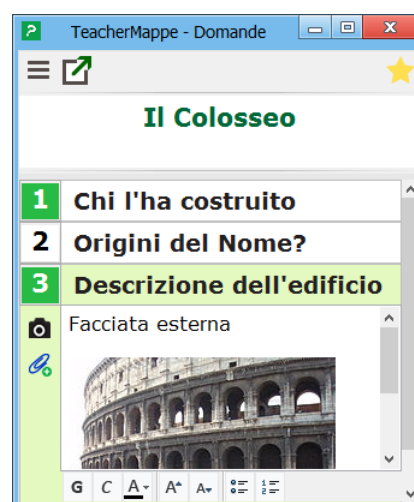 TeacherMappe - Domande
Il Colosseo
1 Chi l'ha costruito
2 Origini del Nome?
3 Descrizione dell'edificio
Facciata esterna
G C A A A